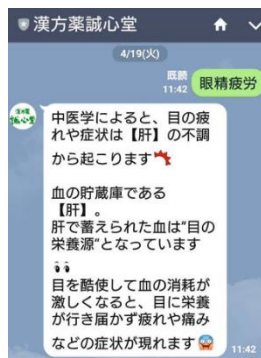 漢方薬誠心堂
4/19(火)
既読
11:42
眼精疲労
中医学によると、目の疲
れや症状は【肝】の不調
から起こります
血の貯蔵庫である
【肝】。
肝で蓄えられた血は"目の
栄養源"となっています
目を酷使して血の消耗が
激しくなると、目に栄養
が行き届かず疲れや痛み
などの症状が現れます
11:42